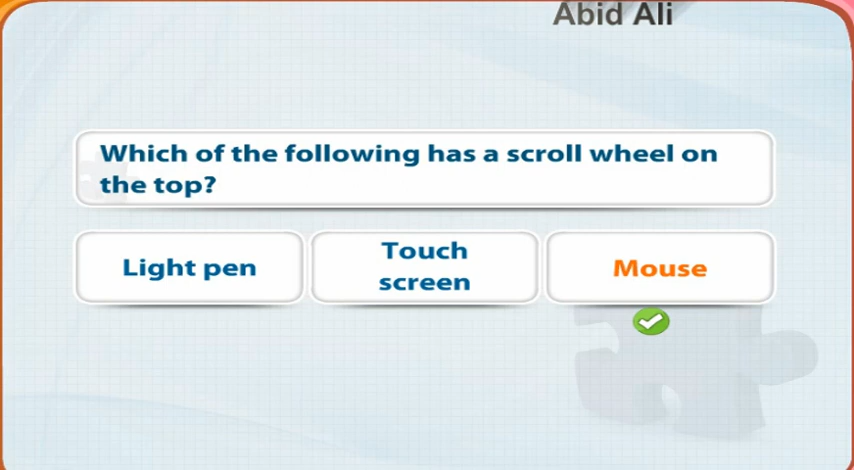 Abid Ali
Which of the following has a scroll wheel on
the top?
Light pen
Touch
screen
Mouse